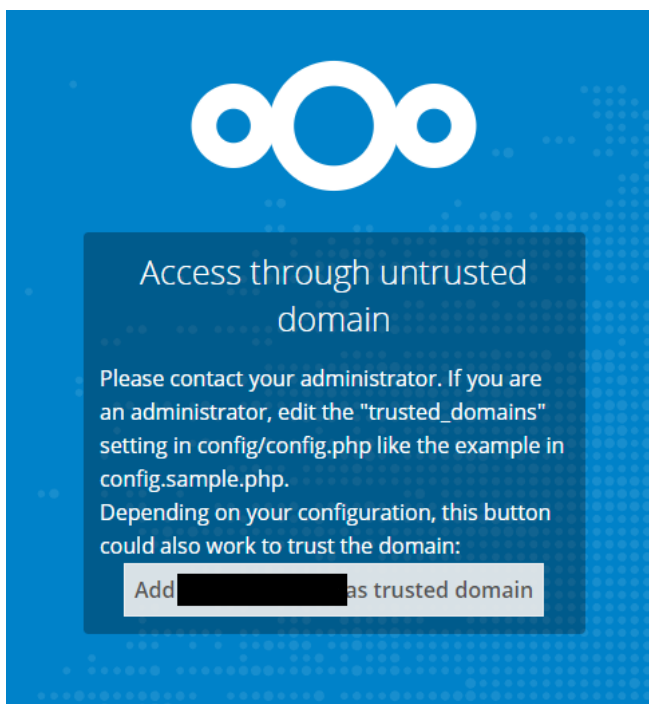 Access through untrusted
domain
Please contact your administrator. If you are
an administrator, edit the "trusted_domains"
setting in config/config.php like the example in
config.sample.php.
Depending on your configuration, this button
could also work to trust the domain:
Add as trusted domain